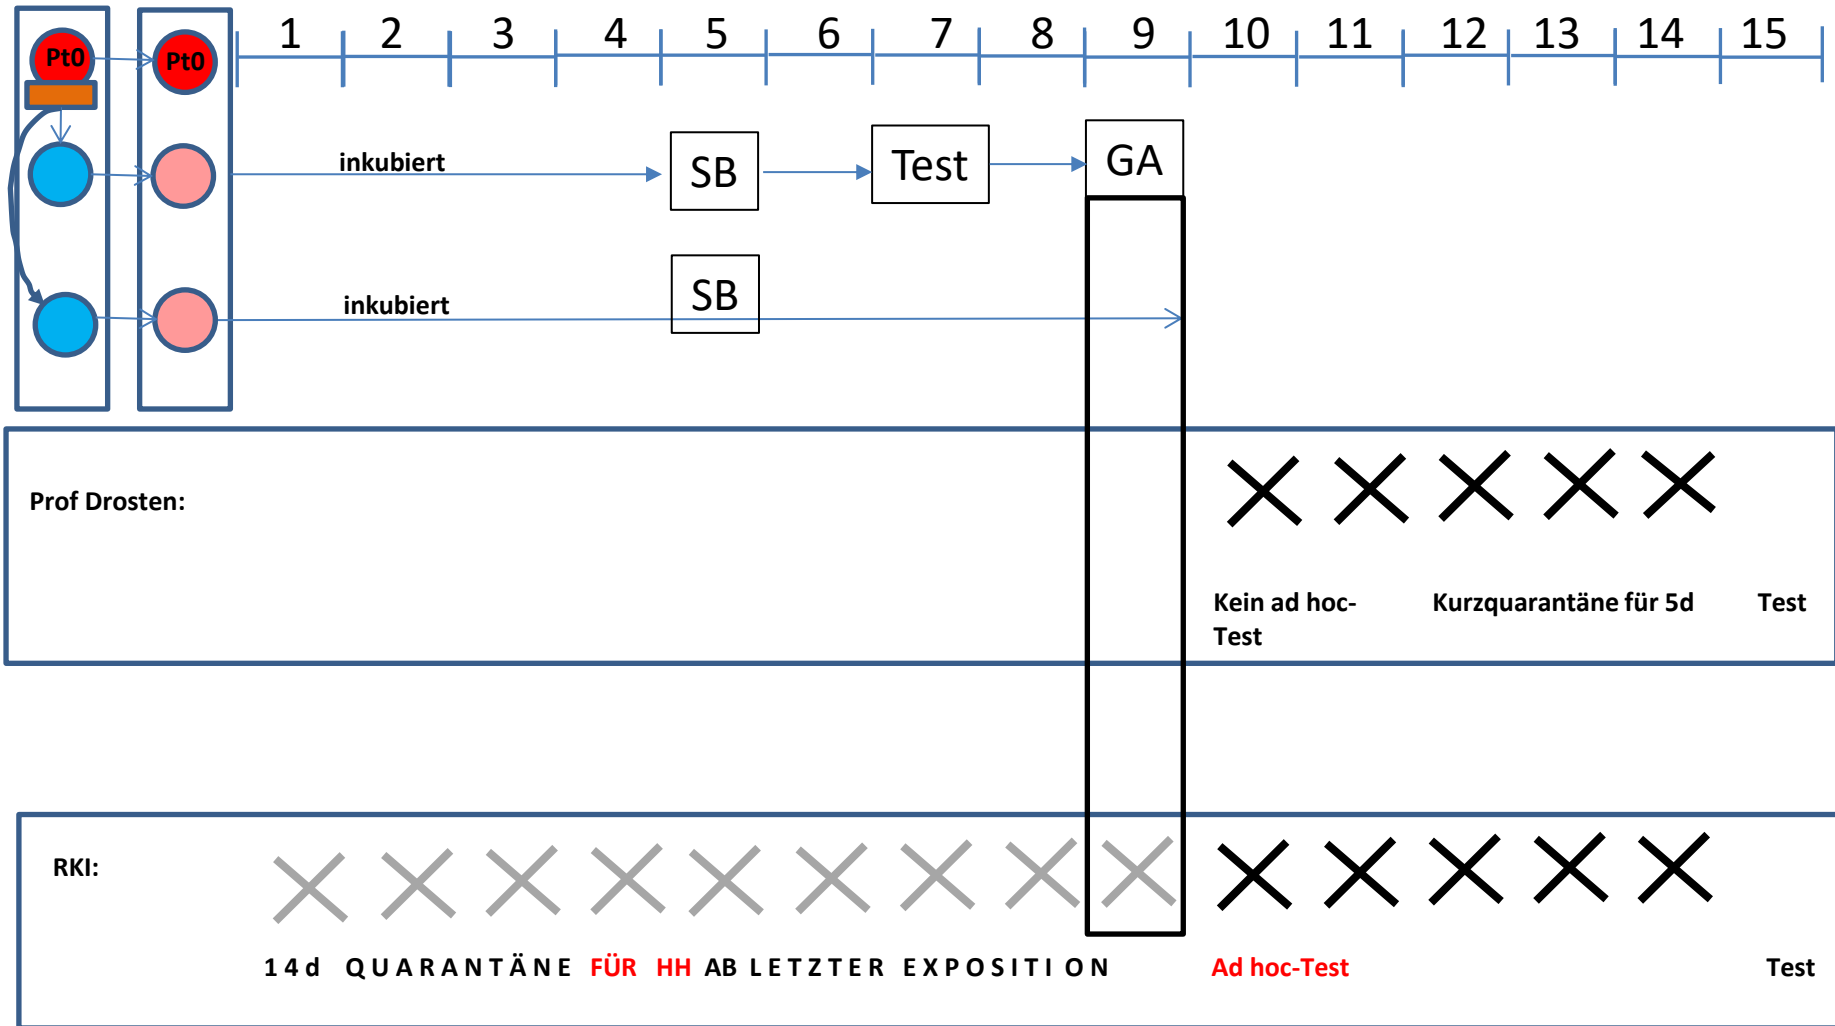 Pt0 Pt0 1 2 3 4 5 6 7 8 9 10 11 12 13 14 15
inkubiert SB Test GA
inkubiert SB
Prof Drosten:
Kein ad hoc- Kurzquarantäne für 5d Test
Test
RKI:
14d QUARANTÄNE FÜR HH AB LETZTER EXPOSITION Ad hoc-Test Test